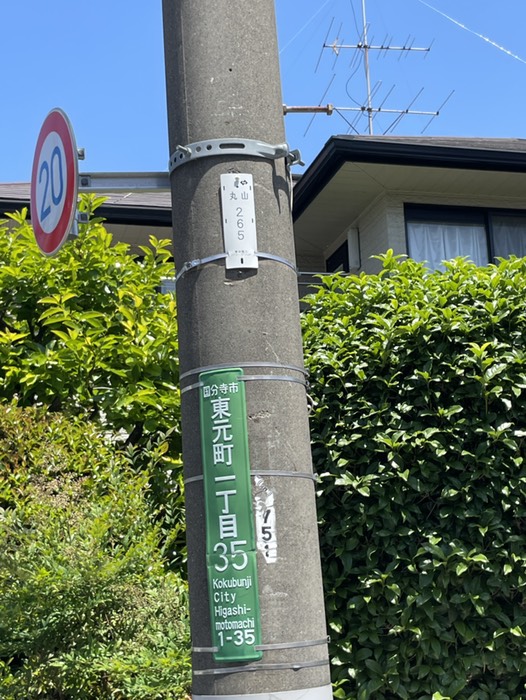 20
丸山
265
国分寺市
東元町一丁目
35
Kokubunji
City
Higashi-
motomachi
1-35